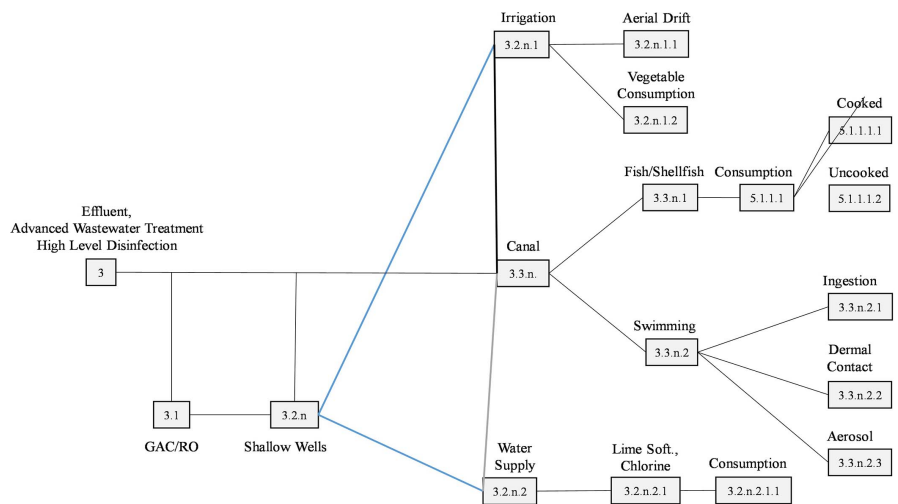 Irrigation
3.2.n.1
Aerial Drift
3.2.n.1.1
Vegetable
Consumption
3.2.n.1.2
Cooked
5.1.1.1.1
Fish/Shellfish
3.3.n.1
Consumption
5.1.1.1
Uncooked
5.1.1.1.2
Effluent,
Advanced Wastewater Treatment
High Level Disinfection
3
Canal
3.3.n.
Ingestion
3.3.n.2.1
Swimming
3.3.n.2
Dermal
Contact
3.3.n.2.2
Aerosol
3.3.n.2.3
3.1
GAC/RO
3.2.n
Shallow Wells
Water
Supply
3.2.n.2
Lime Soft.,
Chlorine
3.2.n.2.1
Consumption
3.2.n.2.1.1